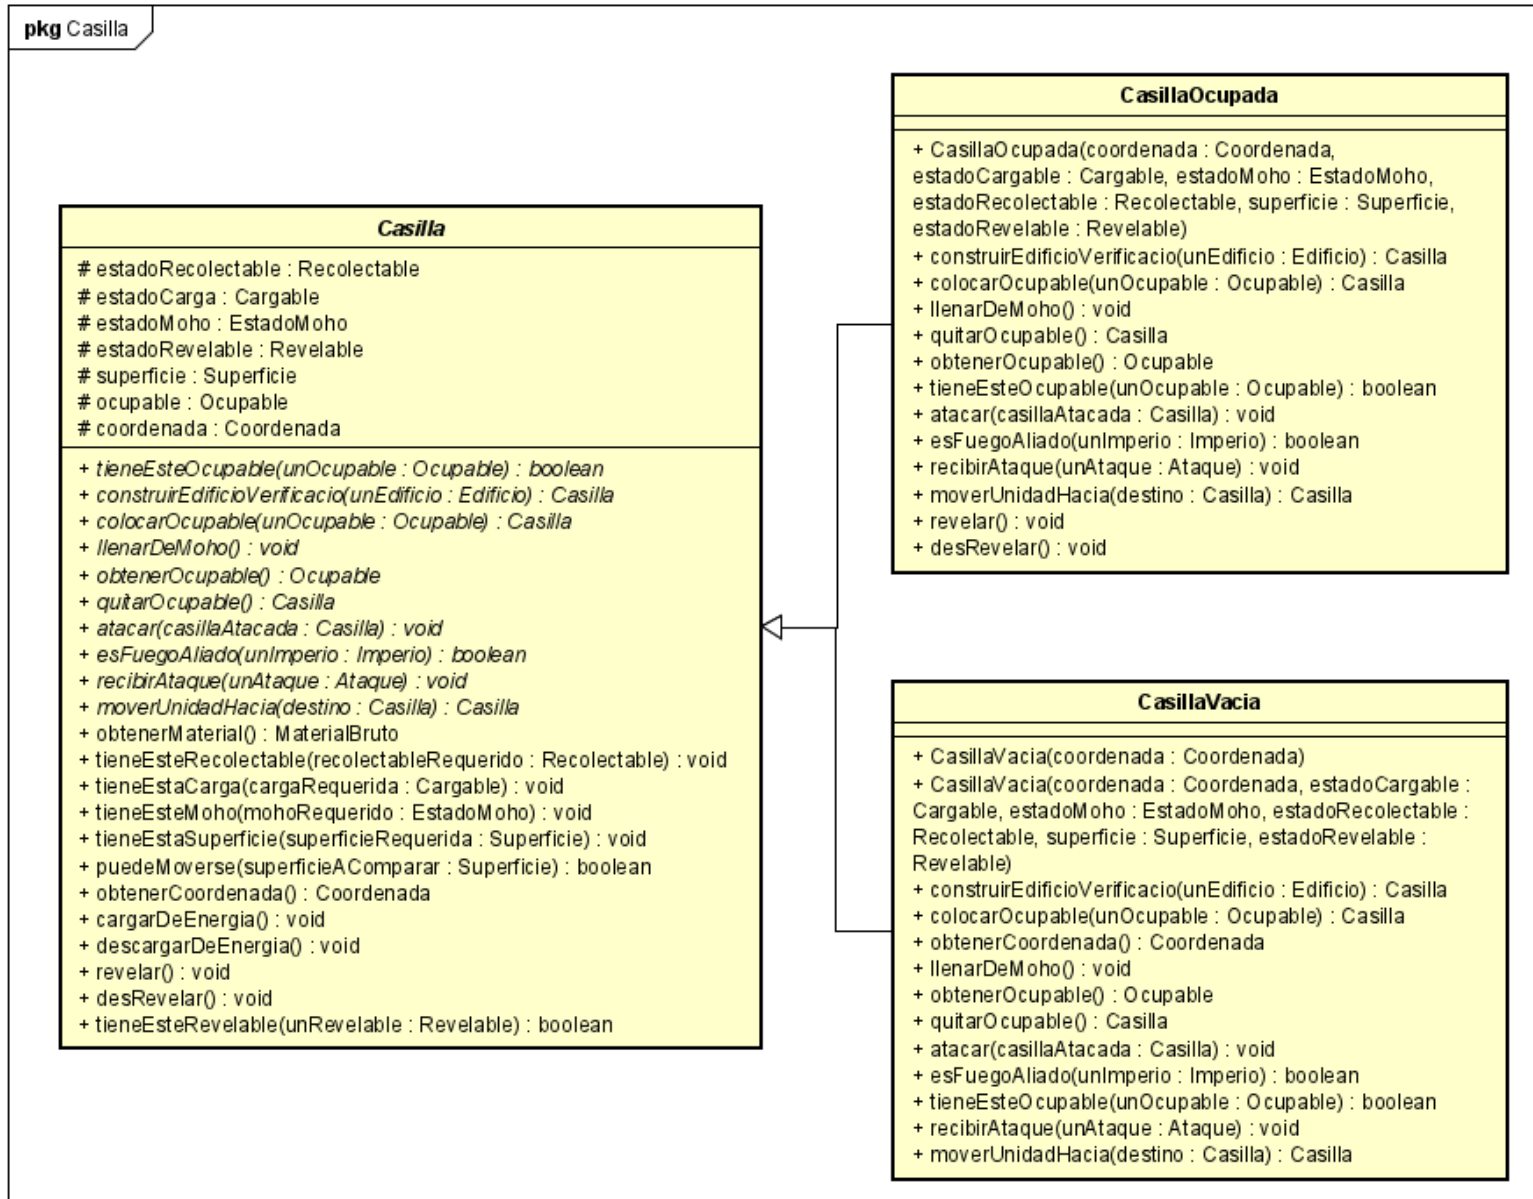 pkg Casilla
Casilla
# estadoRecolectable : Recolectable
# estadoCarga : Cargable
# estadoMoho : EstadoMoho
# estadoRevelable : Revelable
# superficie : Superficie
# ocupable : Ocupable
# coordenada : Coordenada
+ tieneEsteOcupable(unOcupable : Ocupable) : boolean
+ construirEdificioVerificacio(unEdificio : Edificio) : Casilla
+ colocarOcupable(unOcupable : Ocupable) : Casilla
+ llenarDeMoho() : void
+ obtenerOcupable() : Ocupable
+ quitarOcupable() : Casilla
+ atacar(casillaAtacada : Casilla) : void
+ esFuegoAliado(unImperio : Imperio) : boolean
+ recibirAtaque(unAtaque : Ataque) : void
+ moverUnidadHacia(destino : Casilla) : Casilla
+ obtenerMaterial() : MaterialBruto
+ tieneEsteRecolectable(recolectableRequerido : Recolectable) : void
+ tieneEstaCarga(cargaRequerida : Cargable) : void
+ tieneEsteMoho(mohoRequerido : EstadoMoho) : void
+ tieneEstaSuperficie(superficieRequerida : Superficie) : void
+ puedeMoverse(superficieAComparar : Superficie) : boolean
+ obtenerCoordenada() : Coordenada
+ cargarDeEnergia() : void
+ descargarDeEnergia() : void
+ revelar() : void
+ desRevelar() : void
+ tieneEsteRevelable(unRevelable : Revelable) : boolean
CasillaOcupada
+ CasillaOcupada(coordenada : Coordenada,
estadoCargable : Cargable, estadoMoho : EstadoMoho,
estadoRecolectable : Recolectable, superficie : Superficie,
estadoRevelable : Revelable)
+ construirEdificioVerificacio(unEdificio : Edificio) : Casilla
+ colocarOcupable(unOcupable : Ocupable) : Casilla
+ llenarDeMoho() : void
+ quitarOcupable() : Casilla
+ obtenerOcupable() : Ocupable
+ tieneEsteOcupable(unOcupable : Ocupable) : boolean
+ atacar(casillaAtacada : Casilla) : void
+ esFuegoAliado(unImperio : Imperio) : boolean
+ recibirAtaque(unAtaque : Ataque) : void
+ moverUnidadHacia(destino : Casilla) : Casilla
+ revelar() : void
+ desRevelar() : void
CasillaVacia
+ CasillaVacia(coordenada : Coordenada)
+ CasillaVacia(coordenada : Coordenada, estadoCargable :
Cargable, estadoMoho : EstadoMoho, estadoRecolectable :
Recolectable, superficie : Superficie, estadoRevelable :
Revelable)
+ construirEdificioVerificacio(unEdificio : Edificio) : Casilla
+ colocarOcupable(unOcupable : Ocupable) : Casilla
+ obtenerCoordenada() : Coordenada
+ llenarDeMoho() : void
+ obtenerOcupable() : Ocupable
+ quitarOcupable() : Casilla
+ atacar(casillaAtacada : Casilla) : void
+ esFuegoAliado(unImperio : Imperio) : boolean
+ tieneEsteOcupable(unOcupable : Ocupable) : boolean
+ recibirAtaque(unAtaque : Ataque) : void
+ moverUnidadHacia(destino : Casilla) : Casilla